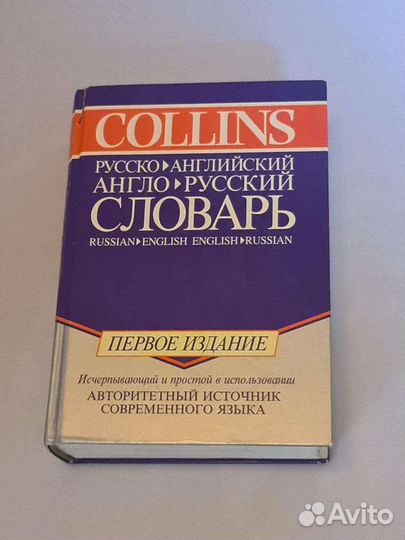 COLLINS
РУССКО▸АНГЛИЙСКИЙ
АНГЛО▸РУССКИЙ
СЛОВАРЬ
RUSSIAN▸ENGLISH ENGLISH▸RUSSIAN
ПЕРВОЕ ИЗДАНИЕ
Исчерпывающий и простой в использовании
АВТОРИТЕТНЫЙ ИСТОЧНИК
СОВРЕМЕННОГО ЯЗЫКА
Avito